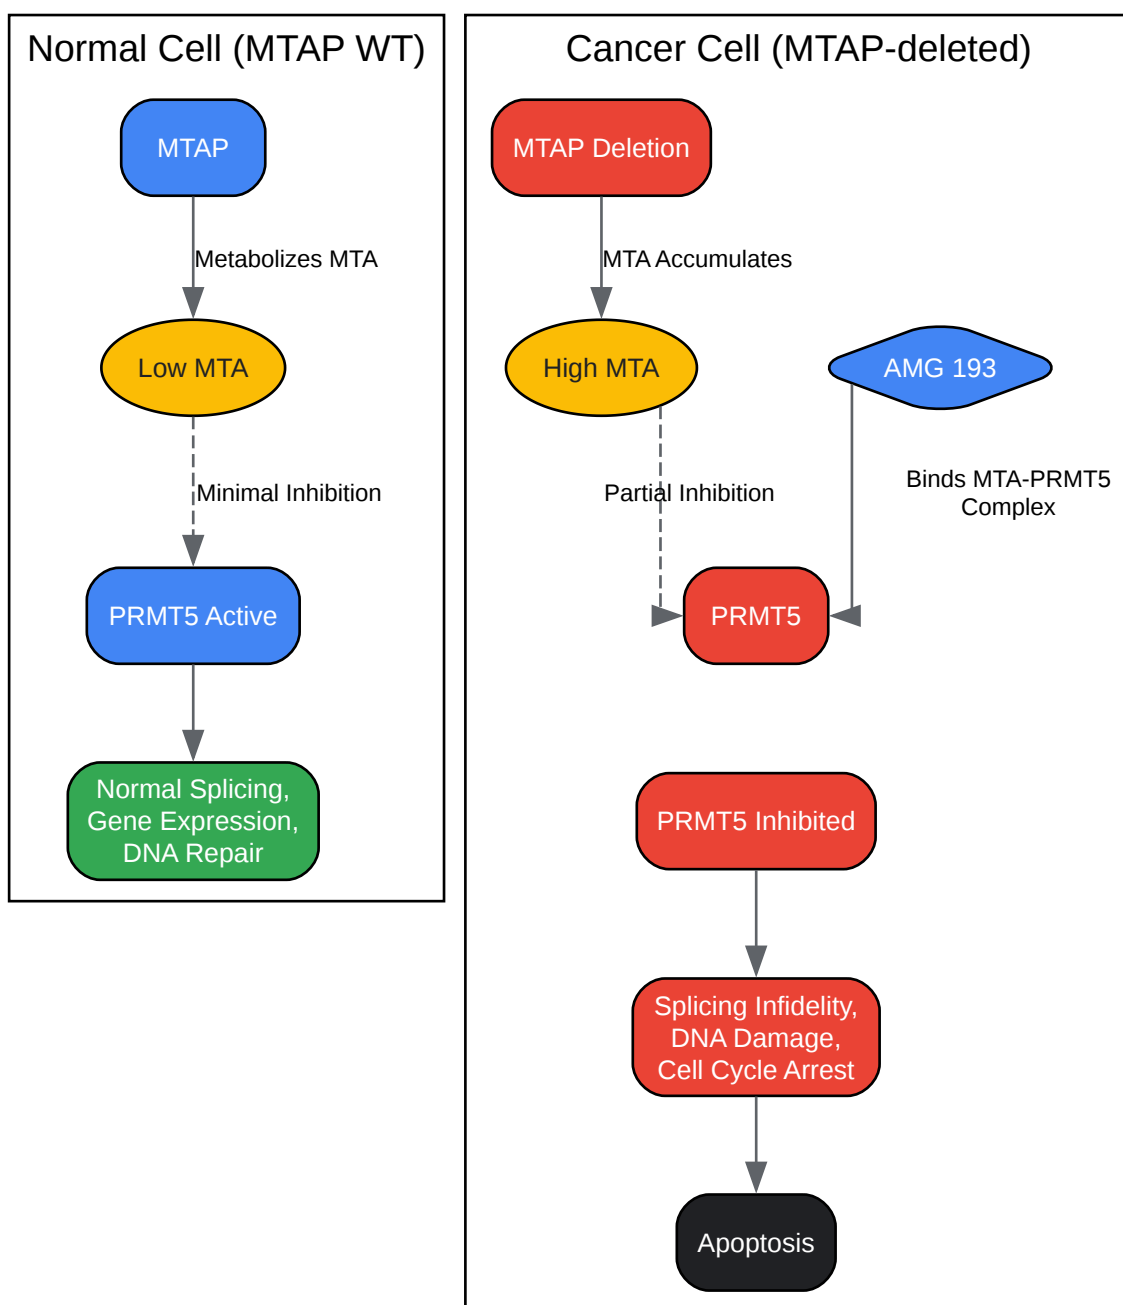 Normal Cell (MTAP WT)
MTAP
Metabolizes MTA
Low MTA
Minimal Inhibition
PRMT5 Active
Normal Splicing,
Gene Expression,
DNA Repair
Cancer Cell (MTAP-deleted)
MTAP Deletion
MTA Accumulates
High MTA
AMG 193
Partial Inhibition
Binds MTA-PRMT5
Complex
PRMT5
PRMT5 Inhibited
Splicing Infidelity,
DNA Damage,
Cell Cycle Arrest
Apoptosis